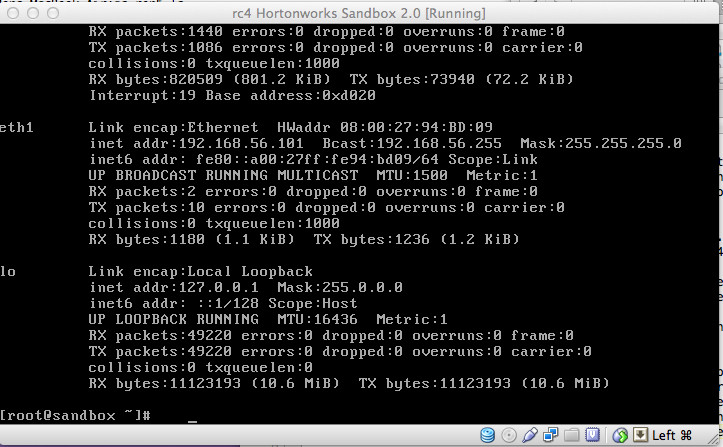 rc4 Hortonworks Sandbox 2.0 [Running]
RX packets:1440 errors:0 dropped:0 overruns:0 frame:0
TX packets:1086 errors:0 dropped:0 overruns:0 carrier:0
collisions:0 txqueuelen:1000
RX bytes:820509 (801.2 KiB)  TX bytes:73940 (72.2 KiB)
Interrupt:19 Base address:0xd020
eth1 Link encap:Ethernet  HWaddr 08:00:27:94:BD:09
inet addr:192.168.56.101  Bcast:192.168.56.255  Mask:255.255.255.0
inet6 addr: fe80::a00:27ff:fe94:bd09/64 Scope:Link
UP BROADCAST RUNNING MULTICAST  MTU:1500  Metric:1
RX packets:2 errors:0 dropped:0 overruns:0 frame:0
TX packets:10 errors:0 dropped:0 overruns:0 carrier:0
collisions:0 txqueuelen:1000
RX bytes:1180 (1.1 KiB)  TX bytes:1236 (1.2 KiB)
lo Link encap:Local Loopback
inet addr:127.0.0.1  Mask:255.0.0.0
inet6 addr: ::1/128 Scope:Host
UP LOOPBACK RUNNING  MTU:16436  Metric:1
RX packets:49220 errors:0 dropped:0 overruns:0 frame:0
TX packets:49220 errors:0 dropped:0 overruns:0 carrier:0
collisions:0 txqueuelen:0
RX bytes:11123193 (10.6 MiB)  TX bytes:11123193 (10.6 MiB)
[root@sandbox ~]# _
Left ⌘